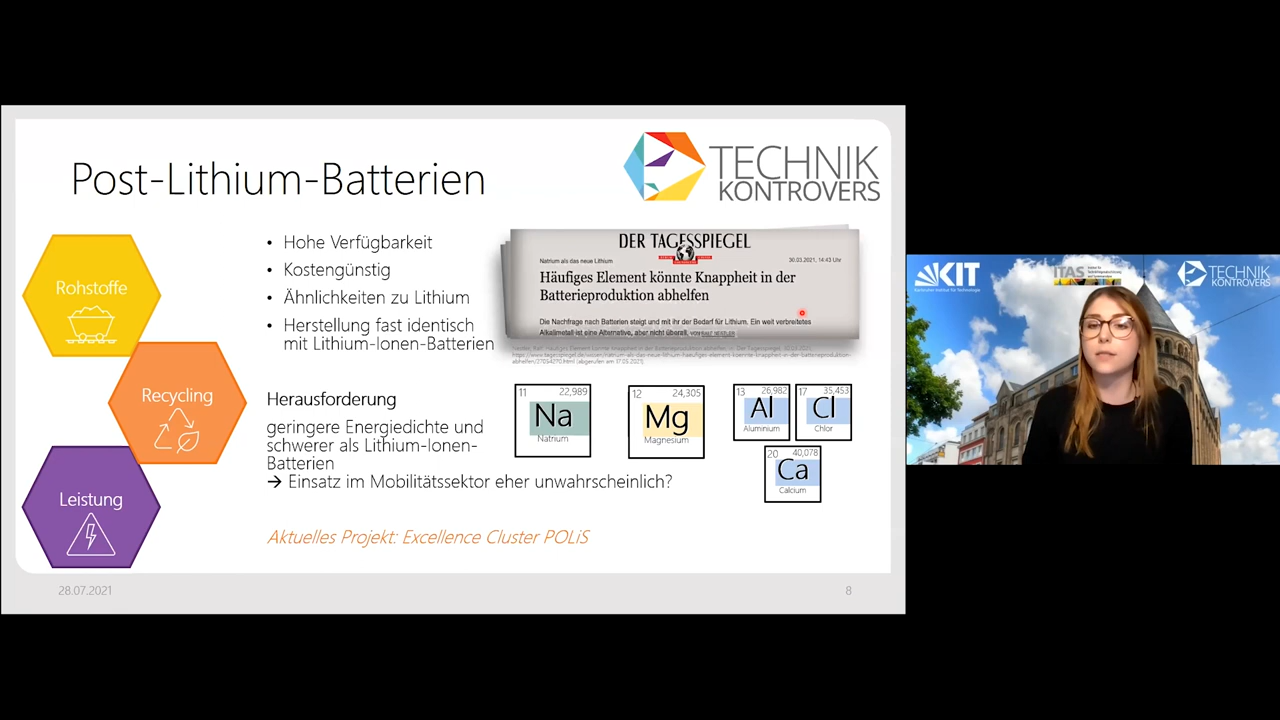 Post-Lithium-Batterien
TECHNIK
KONTROVERS
Rohstoffe
Recycling
Leistung
• Hohe Verfügbarkeit
• Kostengünstig
• Ähnlichkeiten zu Lithium
• Herstellung fast identisch
mit Lithium-Ionen-Batterien
DER TAGESSPIEGEL
Natrium als das neue Lithium
30.03.2021, 14:43 Uhr
Häufiges Element könnte Knappheit in der
Batterieproduktion abhelfen
Die Nachfrage nach Batterien steigt und mit ihr der Bedarf für Lithium. Ein weit verbreitetes
Alkalimetall ist eine Alternative, aber nicht überall.
Herausforderung
geringere Energiedichte und
schwerer als Lithium-Ionen-
Batterien
→ Einsatz im Mobilitätssektor eher unwahrscheinlich?
11 22,989
Na
Natrium
12 24,305
Mg
Magnesium
13 26,982
Al
Aluminium
17 35,453
Cl
Chlor
20 40,078
Ca
Calcium
Aktuelles Projekt: Excellence Cluster POLiS
28.07.2021
8
KIT
Karlsruher Institut für Technologie
ITAS
TECHNIK
KONTROVERS